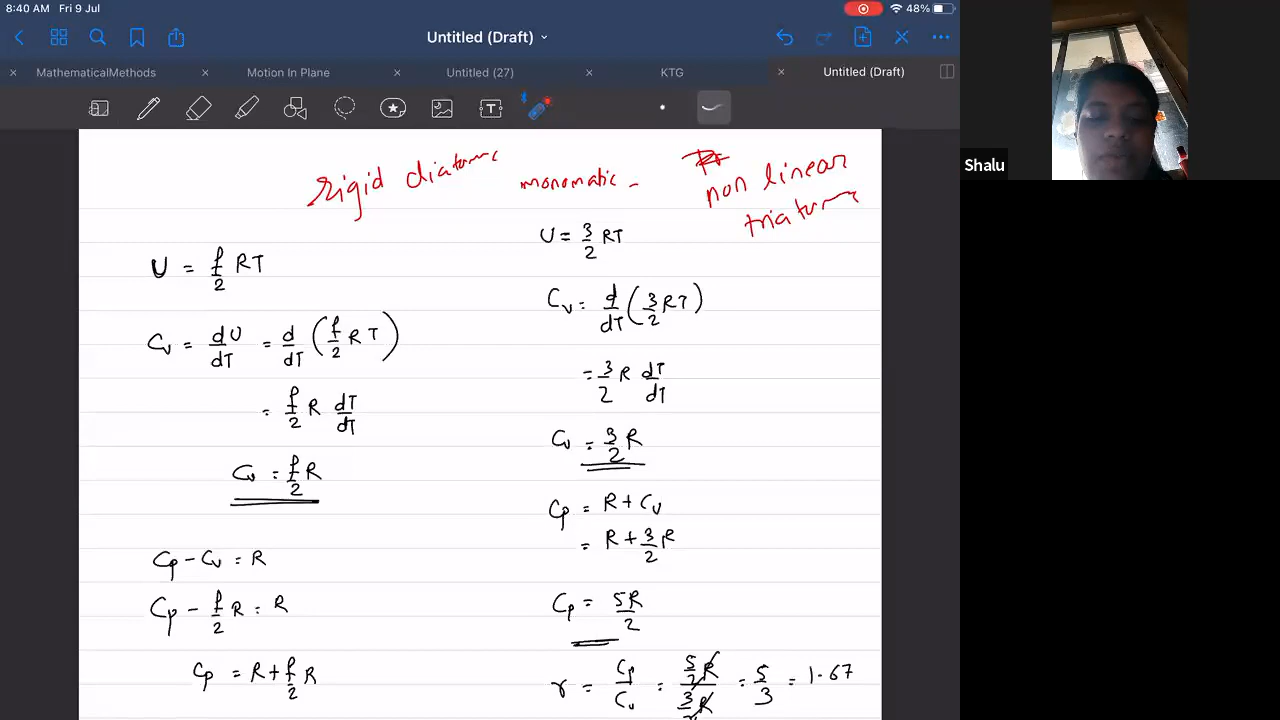 8:40 AM Fri 9 Jul
48%
Untitled (Draft)
MathematicalMethods
Motion In Plane
Untitled (27)
KTG
Untitled (Draft)
Shalu
rigid diatomic
monomatic -
non linear
triatomic
U = f/2 RT
Cv = dU/dT = d/dT (f/2 RT)
= f/2 R dT/dT
Cv = f/2 R
Cp - Cv = R
Cp - f/2 R = R
Cp = R + f/2 R
U = 3/2 RT
Cv = d/dT (3/2 RT)
= 3/2 R dT/dT
Cv = 3/2 R
Cp = R + Cv
= R + 3/2 R
Cp = 5R/2
γ = Cp/Cv = 5/2 R / 3/2 R = 5/3 = 1.67